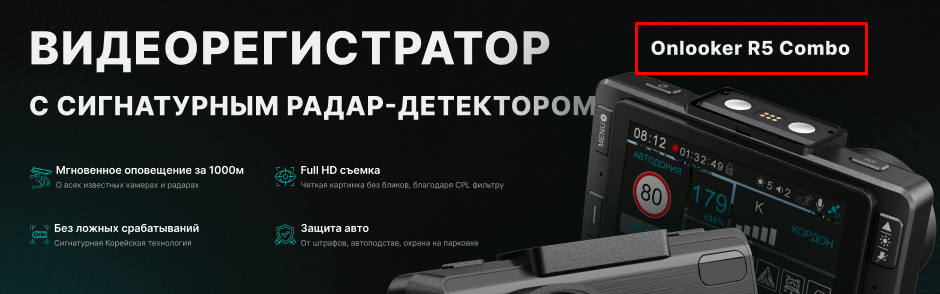 ВИДЕОРЕГИСТРАТОР
Onlooker R5 Combo
С СИГНАТУРНЫМ РАДАР-ДЕТЕКТОРОМ
Мгновенное оповещение за 1000м
О всех известных камерах и радарах
Full HD съемка
Четкая картинка без бликов, благодаря CPL фильтру
Без ложных срабатываний
Сигнатурная Корейская технология
Защита авто
От штрафов, автоподстав, охрана на парковке
MENU
08:12
01:32:49
5
2
АВТОДОРИЯ
80
179
КМ/Ч
К
КОРДОН